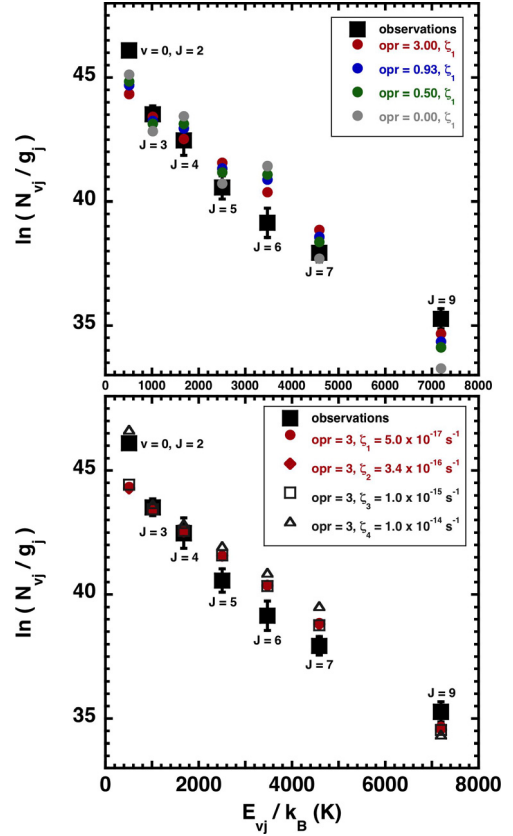 observations
opr = 3.00, ζ1
opr = 0.93, ζ1
opr = 0.50, ζ1
opr = 0.00, ζ1
v = 0, J = 2
J = 3
J = 4
J = 5
J = 6
J = 7
J = 9
ln ( Nvj / gj )
45
40
35
0 1000 2000 3000 4000 5000 6000 7000 8000
observations
opr = 3, ζ1 = 5.0 x 10^-17 s^-1
opr = 3, ζ2 = 3.4 x 10^-16 s^-1
opr = 3, ζ3 = 1.0 x 10^-15 s^-1
opr = 3, ζ4 = 1.0 x 10^-14 s^-1
v = 0, J = 2
J = 3
J = 4
J = 5
J = 6
J = 7
J = 9
ln ( Nvj / gj )
45
40
35
0 1000 2000 3000 4000 5000 6000 7000 8000
Evj / kB (K)